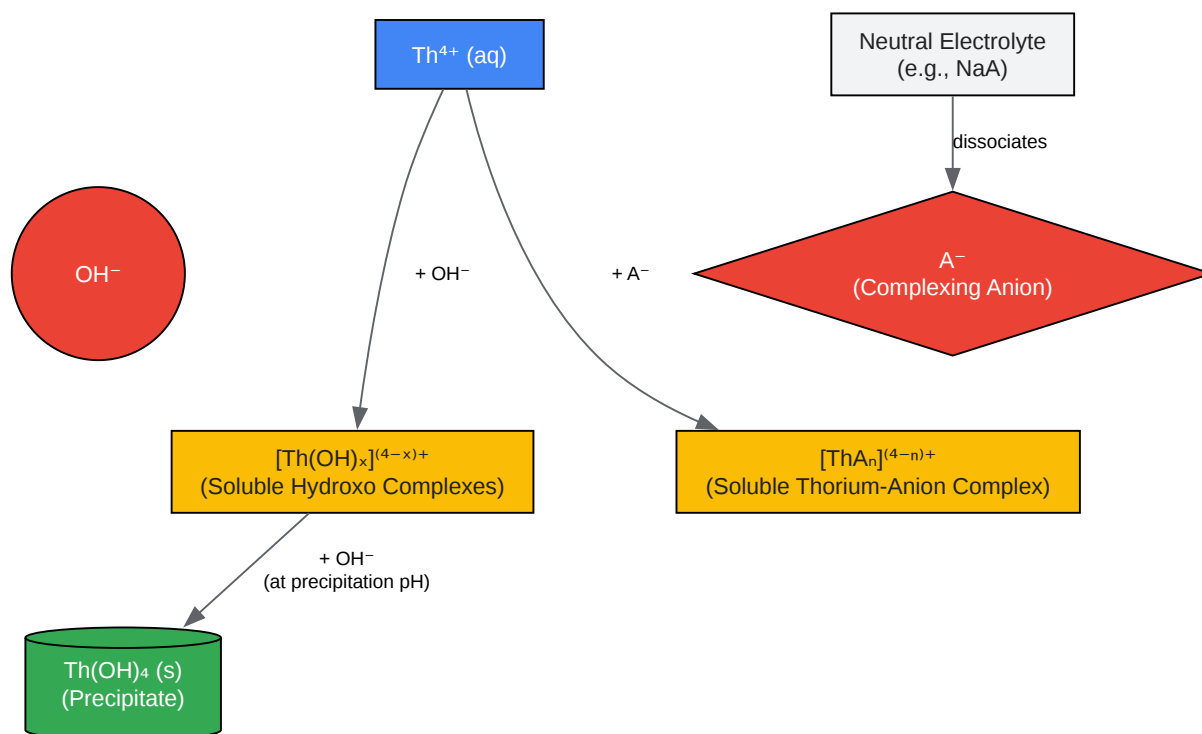 Th⁴⁺ (aq)
Neutral Electrolyte
(e.g., NaA)
dissociates
OH⁻
+ OH⁻
+ A⁻
A⁻
(Complexing Anion)
[Th(OH)ₓ]⁽⁴⁻ˣ⁾⁺
(Soluble Hydroxo Complexes)
[ThAₙ]⁽⁴⁻ⁿ⁾⁺
(Soluble Thorium-Anion Complex)
+ OH⁻
(at precipitation pH)
Th(OH)₄ (s)
(Precipitate)